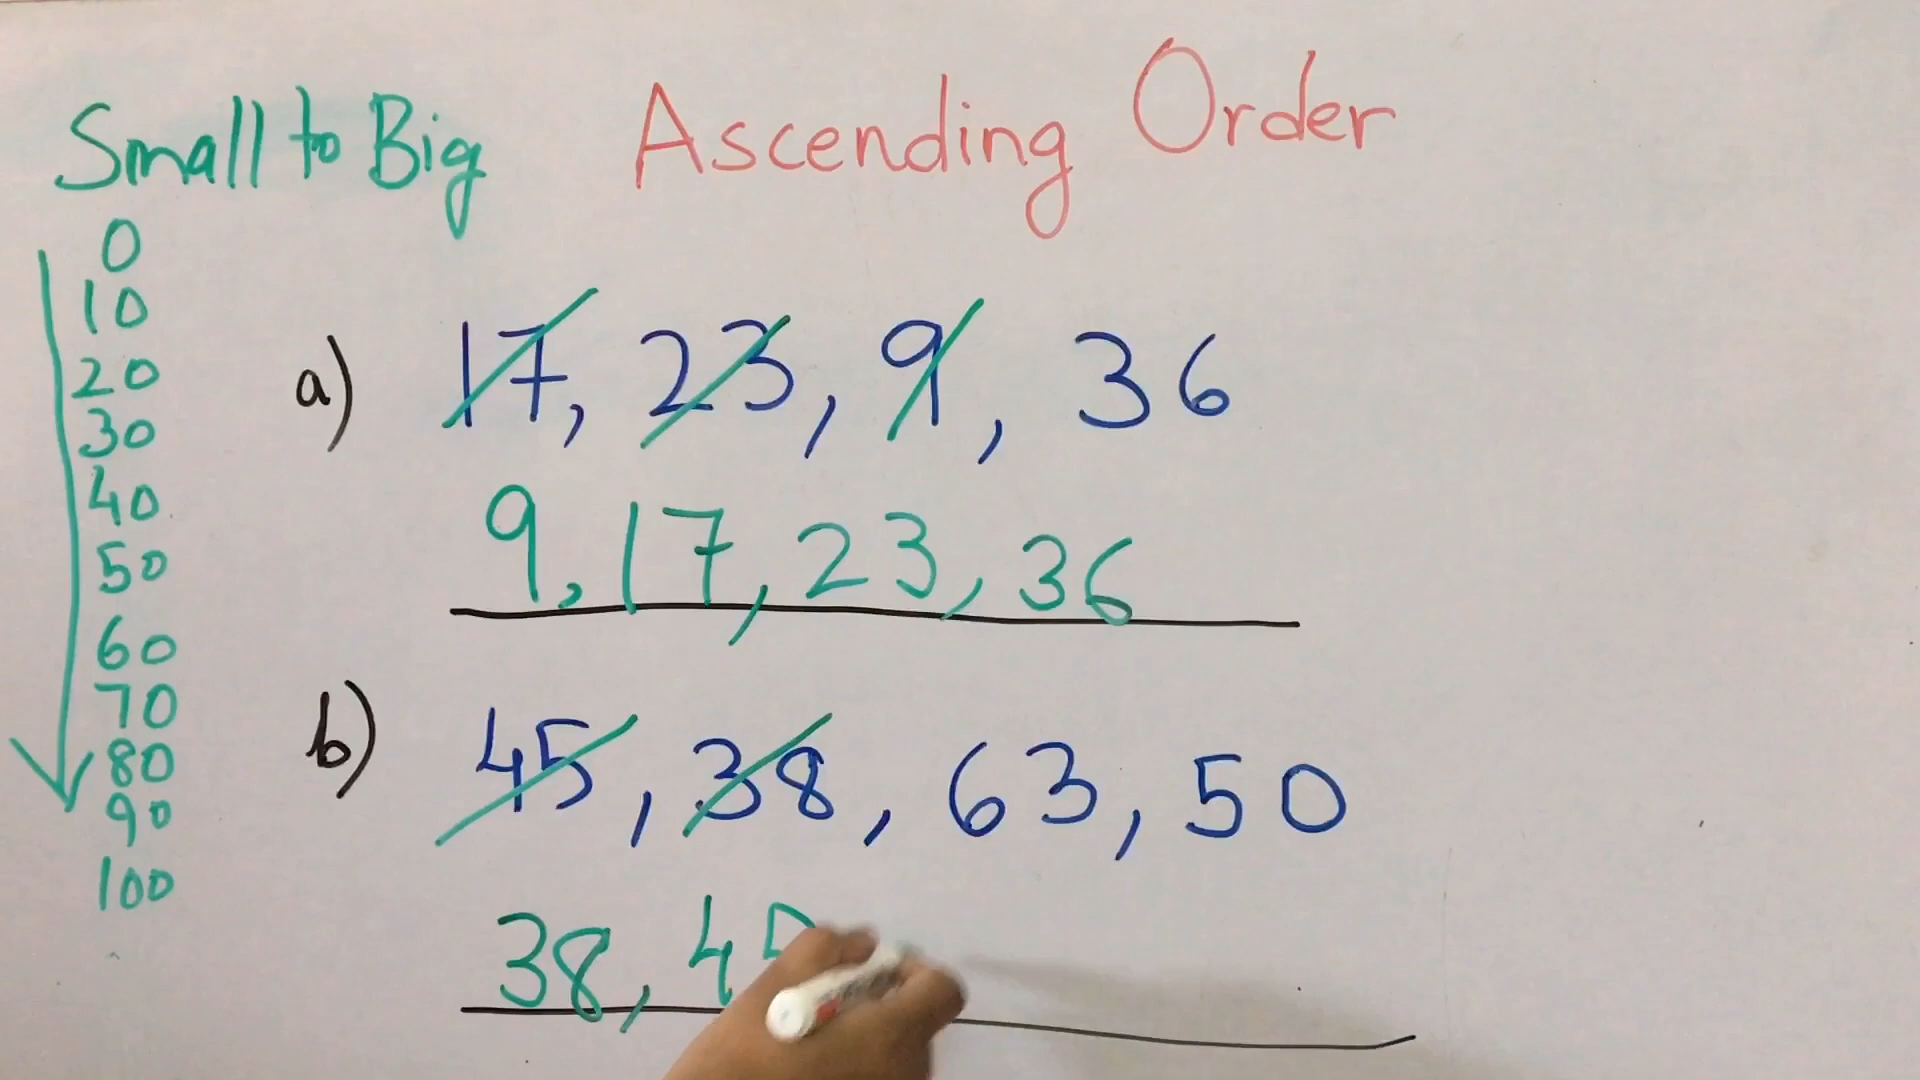 Small to Big
Ascending Order
0
10
20
30
40
50
60
70
80
90
100
a) 17, 23, 9, 36
9, 17, 23, 36
b) 45, 38, 63, 50
38, 45